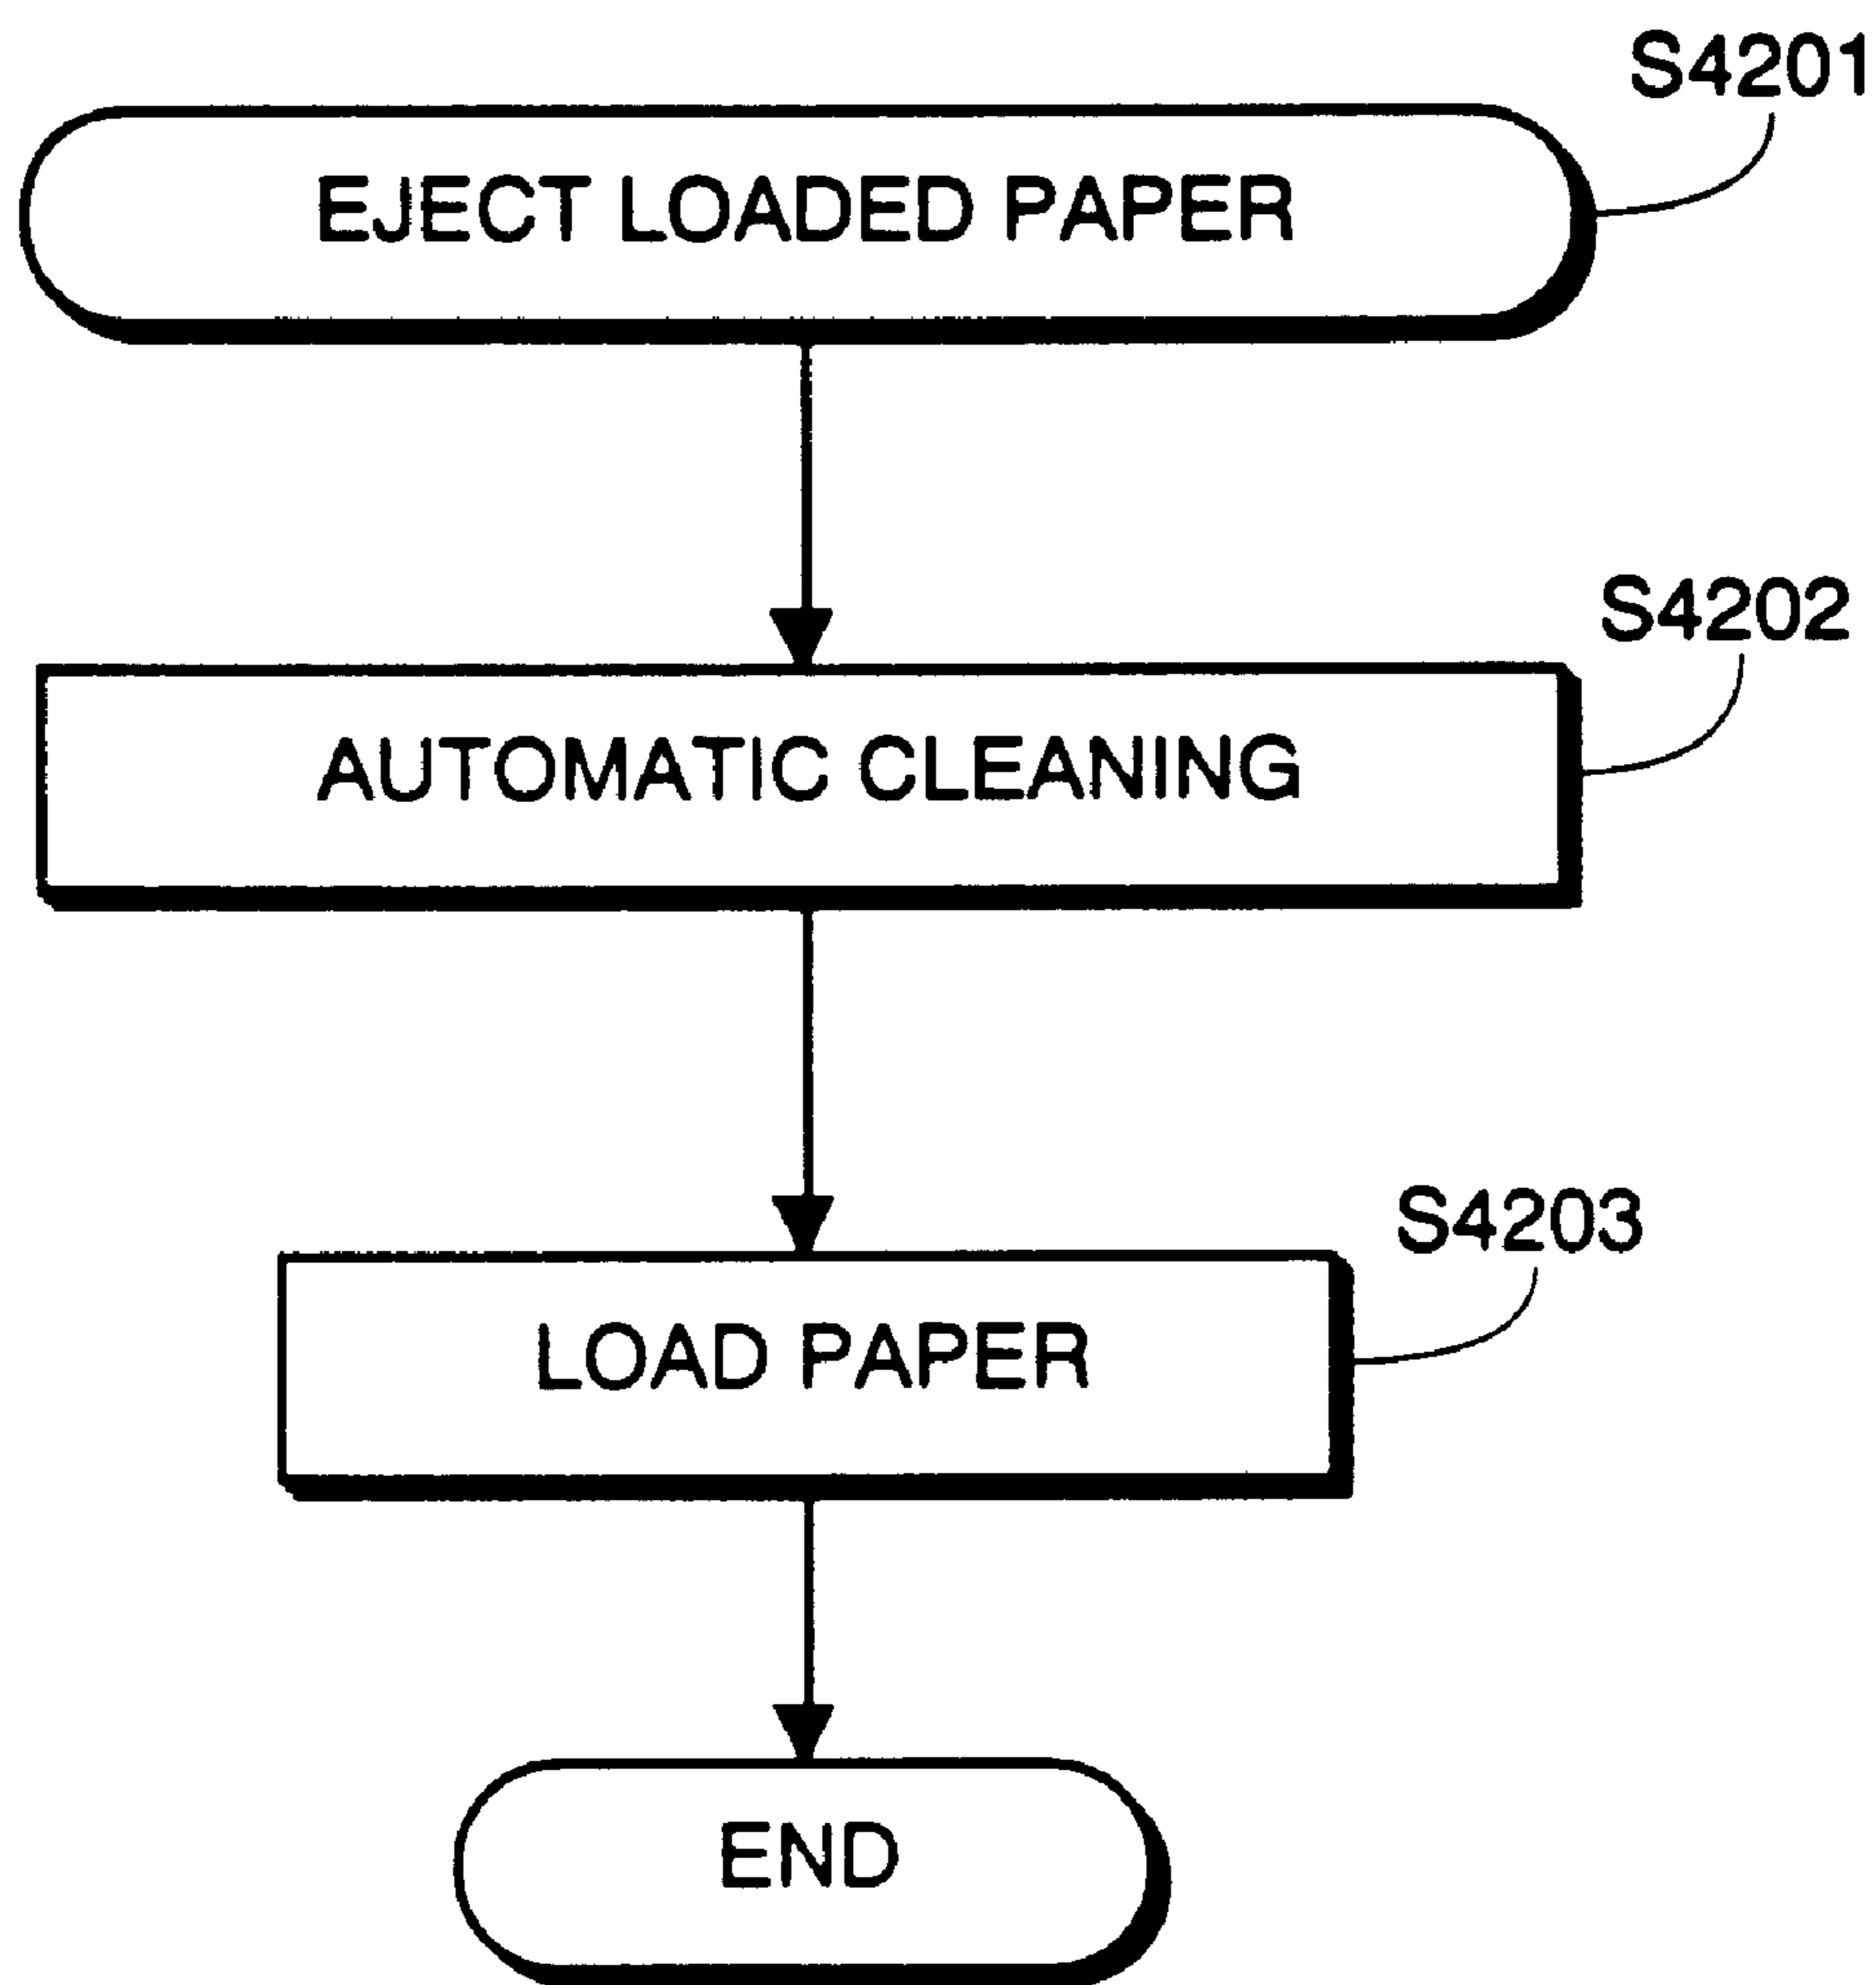 S4201
EJECT LOADED PAPER
S4202
AUTOMATIC CLEANING
S4203
LOAD PAPER
END